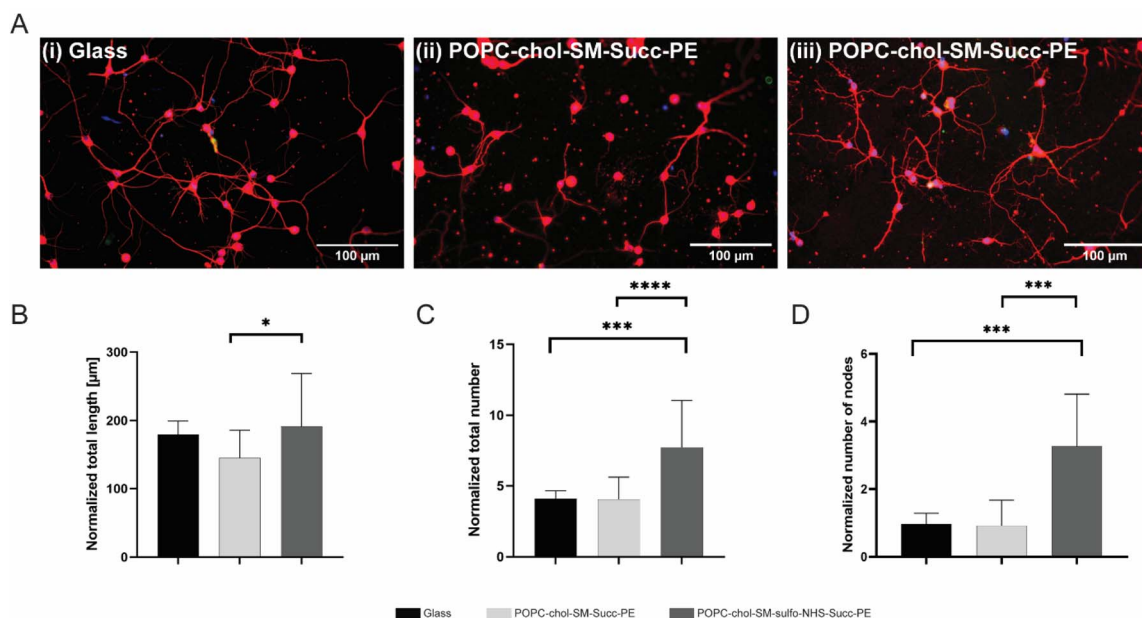 A
(i) Glass
(ii) POPC-chol-SM-Succ-PE
(iii) POPC-chol-SM-Succ-PE
100 µm
100 µm
100 µm
B
*
Normalized total length [µm]
300
200
100
0
C
****
***
Normalized total number
15
10
5
0
D
***
***
Normalized number of nodes
6
4
2
0
Glass
POPC-chol-SM-Succ-PE
POPC-chol-SM-sulfo-NHS-Succ-PE